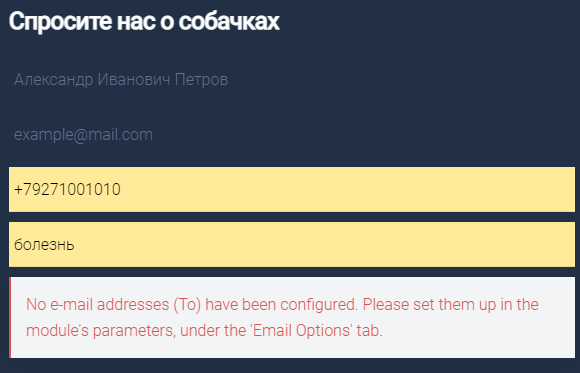 Спросите нас о собачках
Александр Иванович Петров
example@mail.com
+79271001010
болезнь
No e-mail addresses (To) have been configured. Please set them up in the
module's parameters, under the 'Email Options' tab.